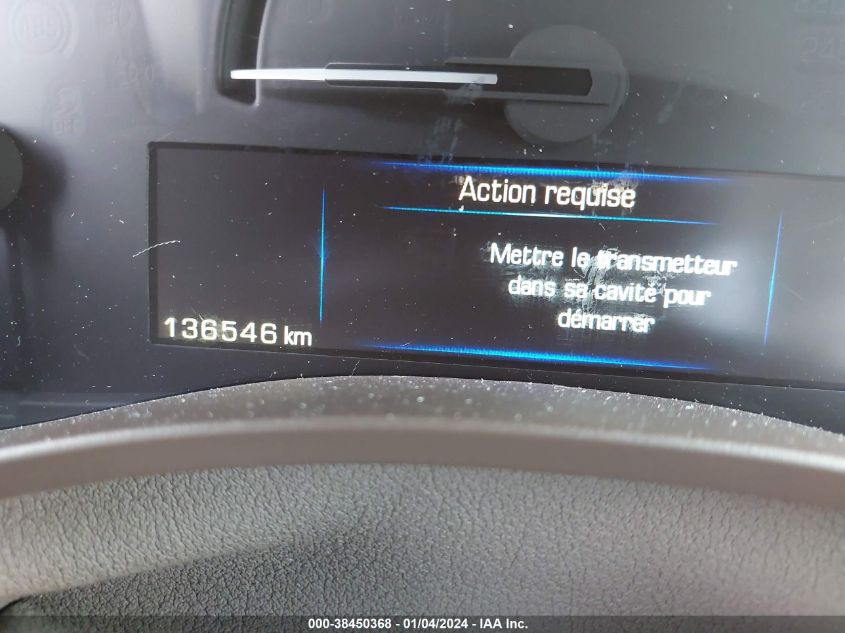 Action requise
Mettre le transmetteur
dans sa cavité pour
démarrer
136546 km
000-38450368 - 01/04/2024 - IAA Inc.